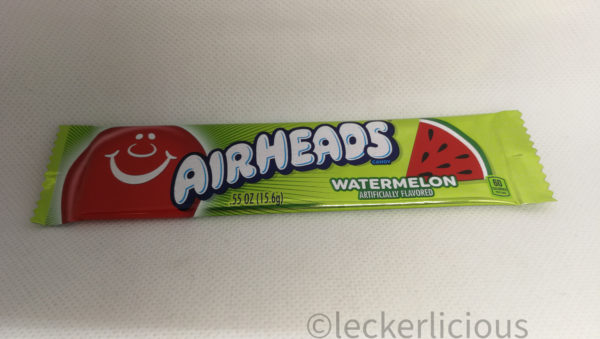 AIRHEADS
CANDY
WATERMELON
ARTIFICIALLY FLAVORED
.55 OZ (15.6g)
60
©leckerlicious